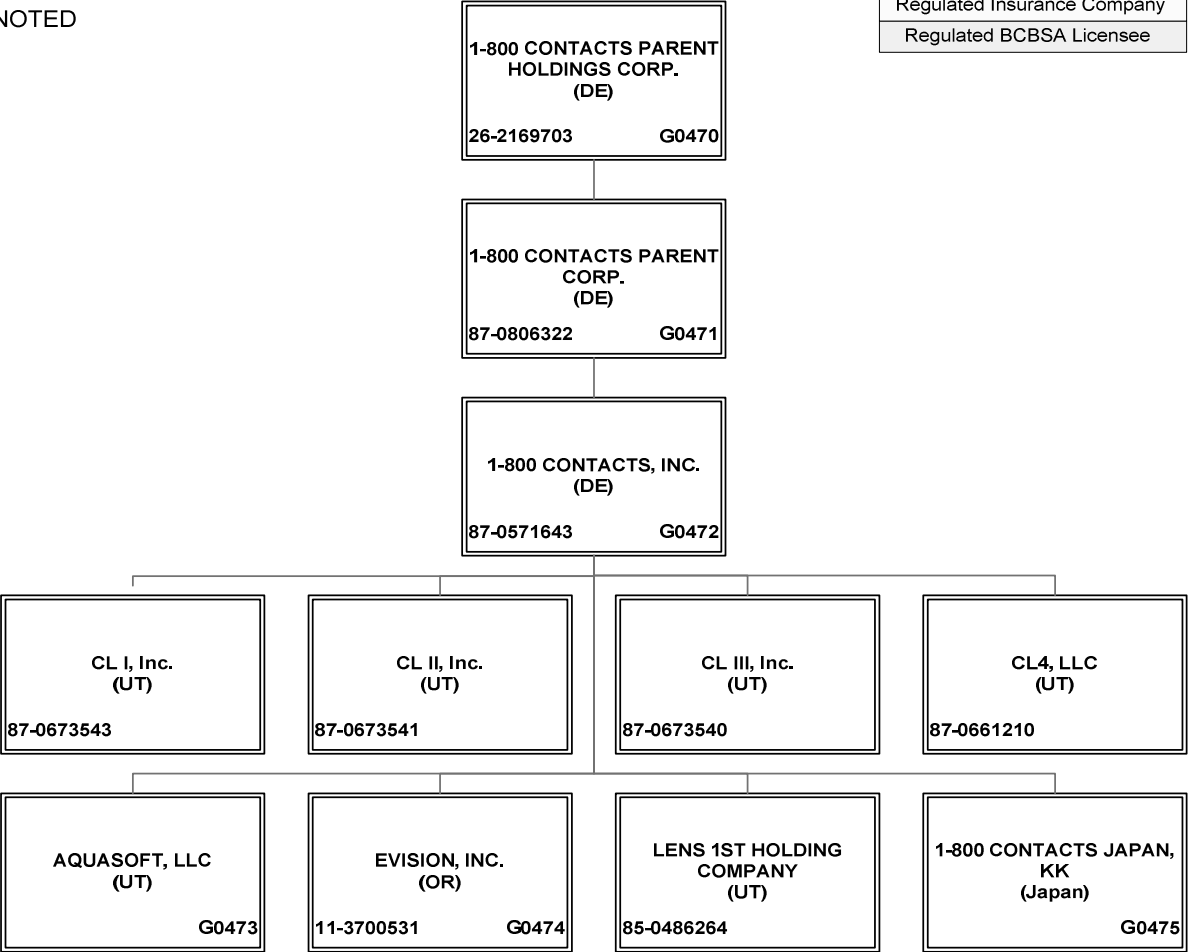 NOTED
Regulated Insurance Company
Regulated BCBSA Licensee
1-800 CONTACTS PARENT
HOLDINGS CORP.
(DE)
26-2169703 G0470
1-800 CONTACTS PARENT
CORP.
(DE)
87-0806322 G0471
1-800 CONTACTS, INC.
(DE)
87-0571643 G0472
CL I, Inc.
(UT)
87-0673543
CL II, Inc.
(UT)
87-0673541
CL III, Inc.
(UT)
87-0673540
CL4, LLC
(UT)
87-0661210
AQUASOFT, LLC
(UT)
G0473
EVISION, INC.
(OR)
11-3700531 G0474
LENS 1ST HOLDING
COMPANY
(UT)
85-0486264
1-800 CONTACTS JAPAN,
KK
(Japan)
G0475